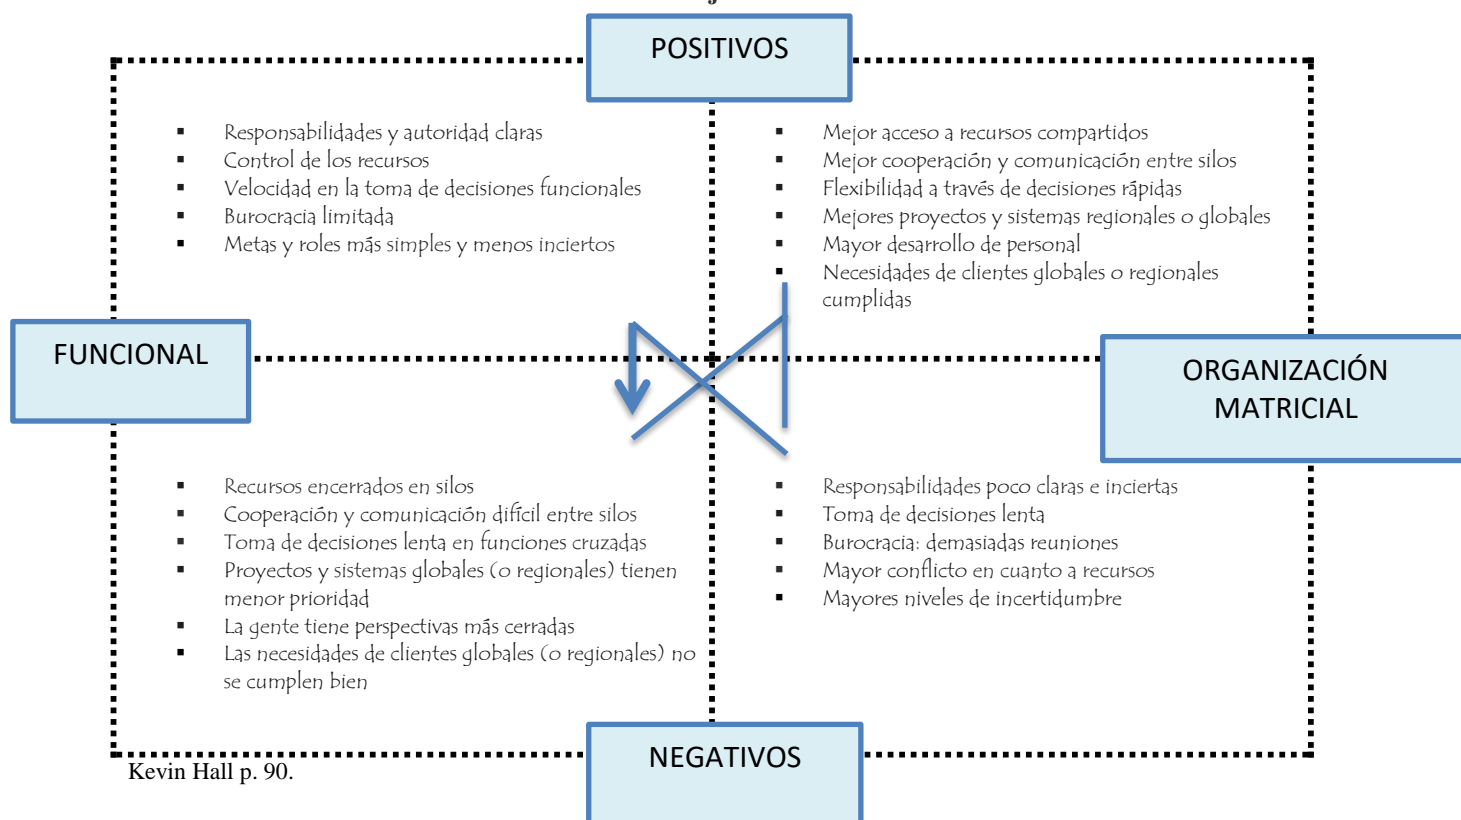 POSITIVOS
Responsabilidades y autoridad claras
Control de los recursos
Velocidad en la toma de decisiones funcionales
Burocracia limitada
Metas y roles más simples y menos inciertos
Mejor acceso a recursos compartidos
Mejor cooperación y comunicación entre silos
Flexibilidad a través de decisiones rápidas
Mejores proyectos y sistemas regionales o globales
Mayor desarrollo de personal
Necesidades de clientes globales o regionales
cumplidas
FUNCIONAL
ORGANIZACIÓN
MATRICIAL
Recursos encerrados en silos
Cooperación y comunicación difícil entre silos
Toma de decisiones lenta en funciones cruzadas
Proyectos y sistemas globales (o regionales) tienen
menor prioridad
La gente tiene perspectivas más cerradas
Las necesidades de clientes globales (o regionales) no
se cumplen bien
Responsabilidades poco claras e inciertas
Toma de decisiones lenta
Burocracia: demasiadas reuniones
Mayor conflicto en cuanto a recursos
Mayores niveles de incertidumbre
NEGATIVOS
Kevin Hall p. 90.